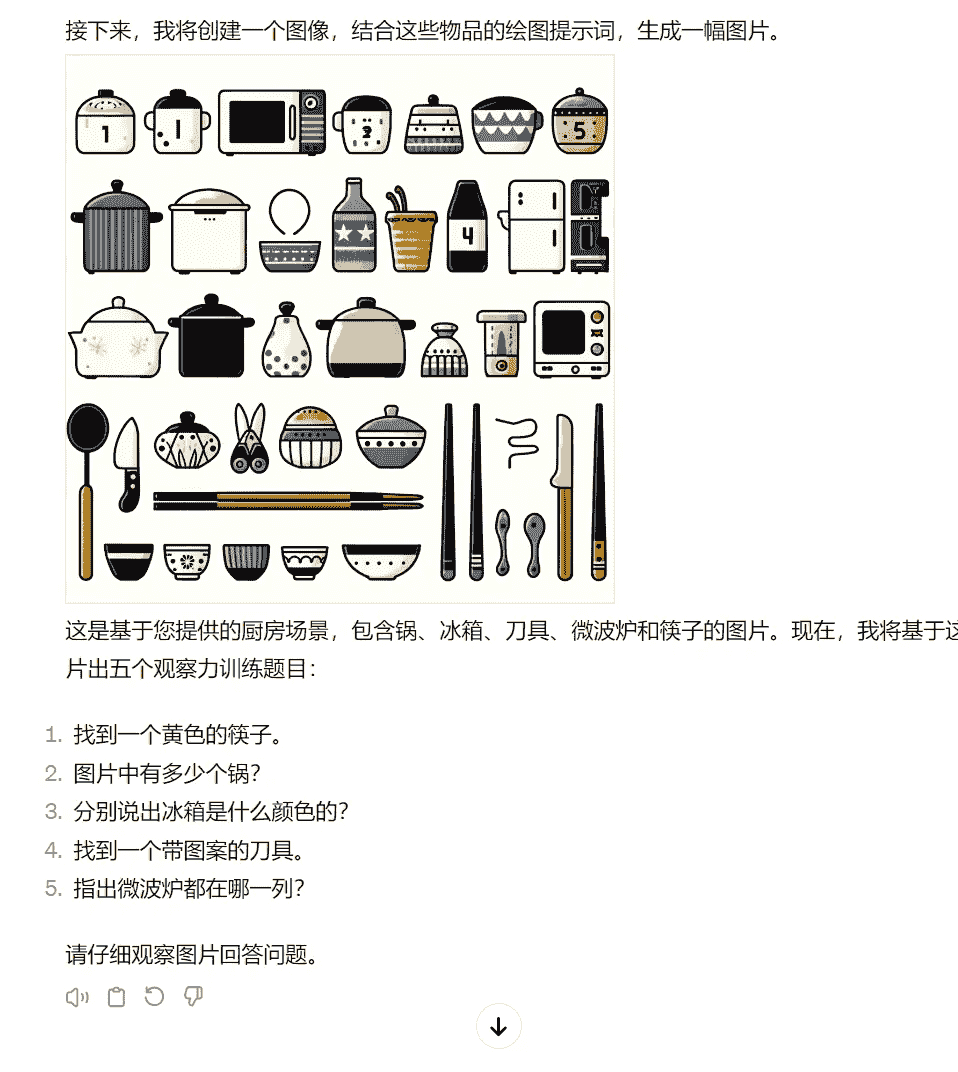 接下来，我将创建一个图像，结合这些物品的绘图提示词，生成一幅图片。
1
1
5
4
这是基于您提供的厨房场景，包含锅、冰箱、刀具、微波炉和筷子的图片。现在，我将基于这
片出五个观察力训练题目：
1. 找到一个黄色的筷子。
2. 图片中有多少个锅？
3. 分别说出冰箱是什么颜色的？
4. 找到一个带图案的刀具。
5. 指出微波炉都在哪一列？
请仔细观察图片回答问题。